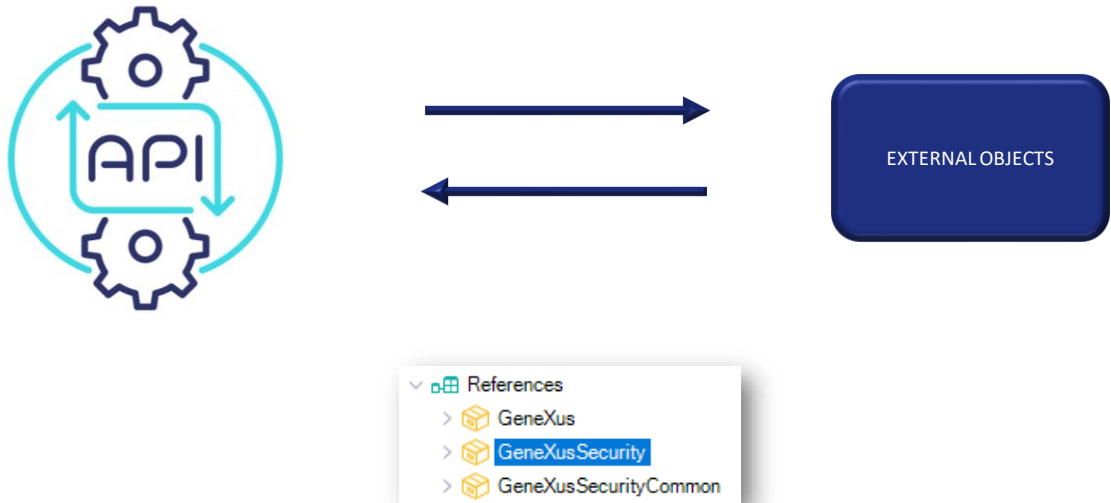 API
EXTERNAL OBJECTS
References
GeneXus
GeneXusSecurity
GeneXusSecurityCommon